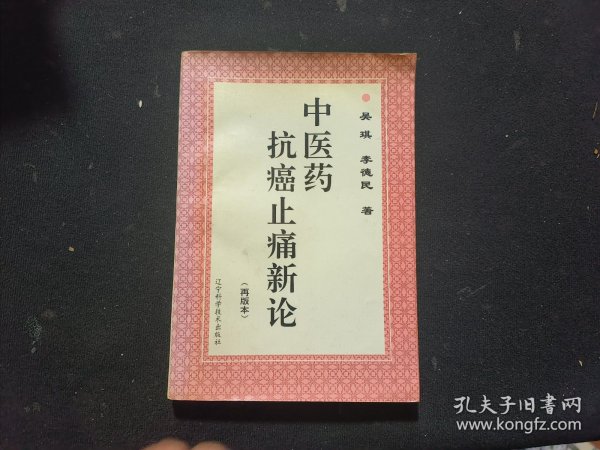 吴琪 李德民 著
中医药
抗癌止痛新论
(再版本)
辽宁科学技术出版社
孔夫子旧书网
www.kongfz.com